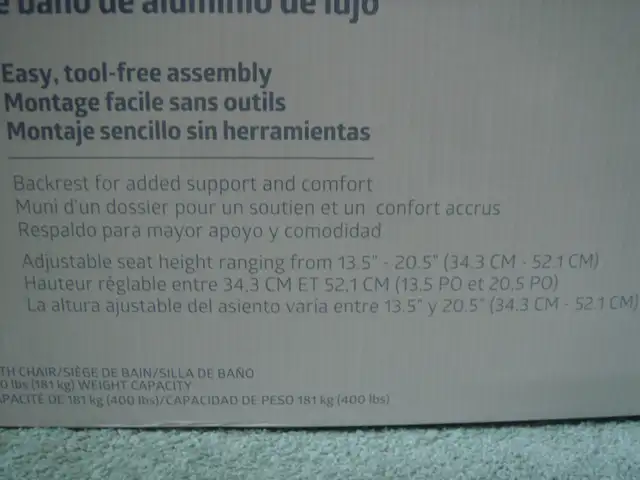 baño de aluminio de lujo
Easy, tool-free assembly
Montage facile sans outils
Montaje sencillo sin herramientas
Backrest for added support and comfort
Muni d'un dossier pour un soutien et un confort accrus
Respaldo para mayor apoyo y comodidad
Adjustable seat height ranging from 13.5" - 20.5" (34.3 CM - 52.1 CM)
Hauteur réglable entre 34,3 CM ET 52,1 CM (13,5 PO et 20,5 PO)
La altura ajustable del asiento varía entre 13.5" y 20.5" (34.3 CM - 52.1 CM)
TH CHAIR/SIÈGE DE BAIN/SILLA DE BAÑO
0 lbs (181 kg) WEIGHT CAPACITY
APACITÉ DE 181 kg (400 lbs)/CAPACIDAD DE PESO 181 kg (400 lbs)